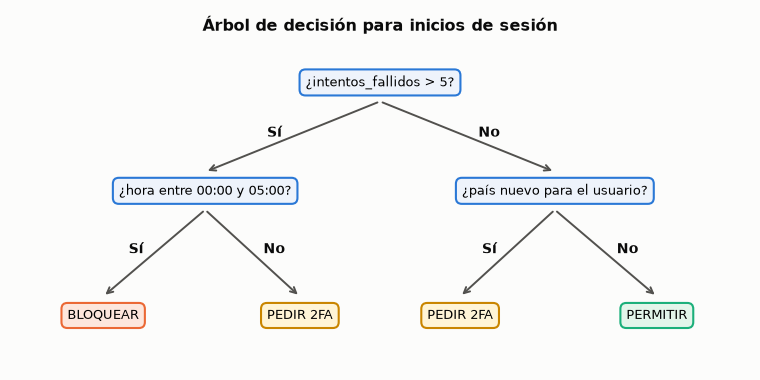 Árbol de decisión para inicios de sesión
¿intentos_fallidos > 5?
Sí
No
¿hora entre 00:00 y 05:00?
¿país nuevo para el usuario?
Sí
No
Sí
No
BLOQUEAR
PEDIR 2FA
PEDIR 2FA
PERMITIR